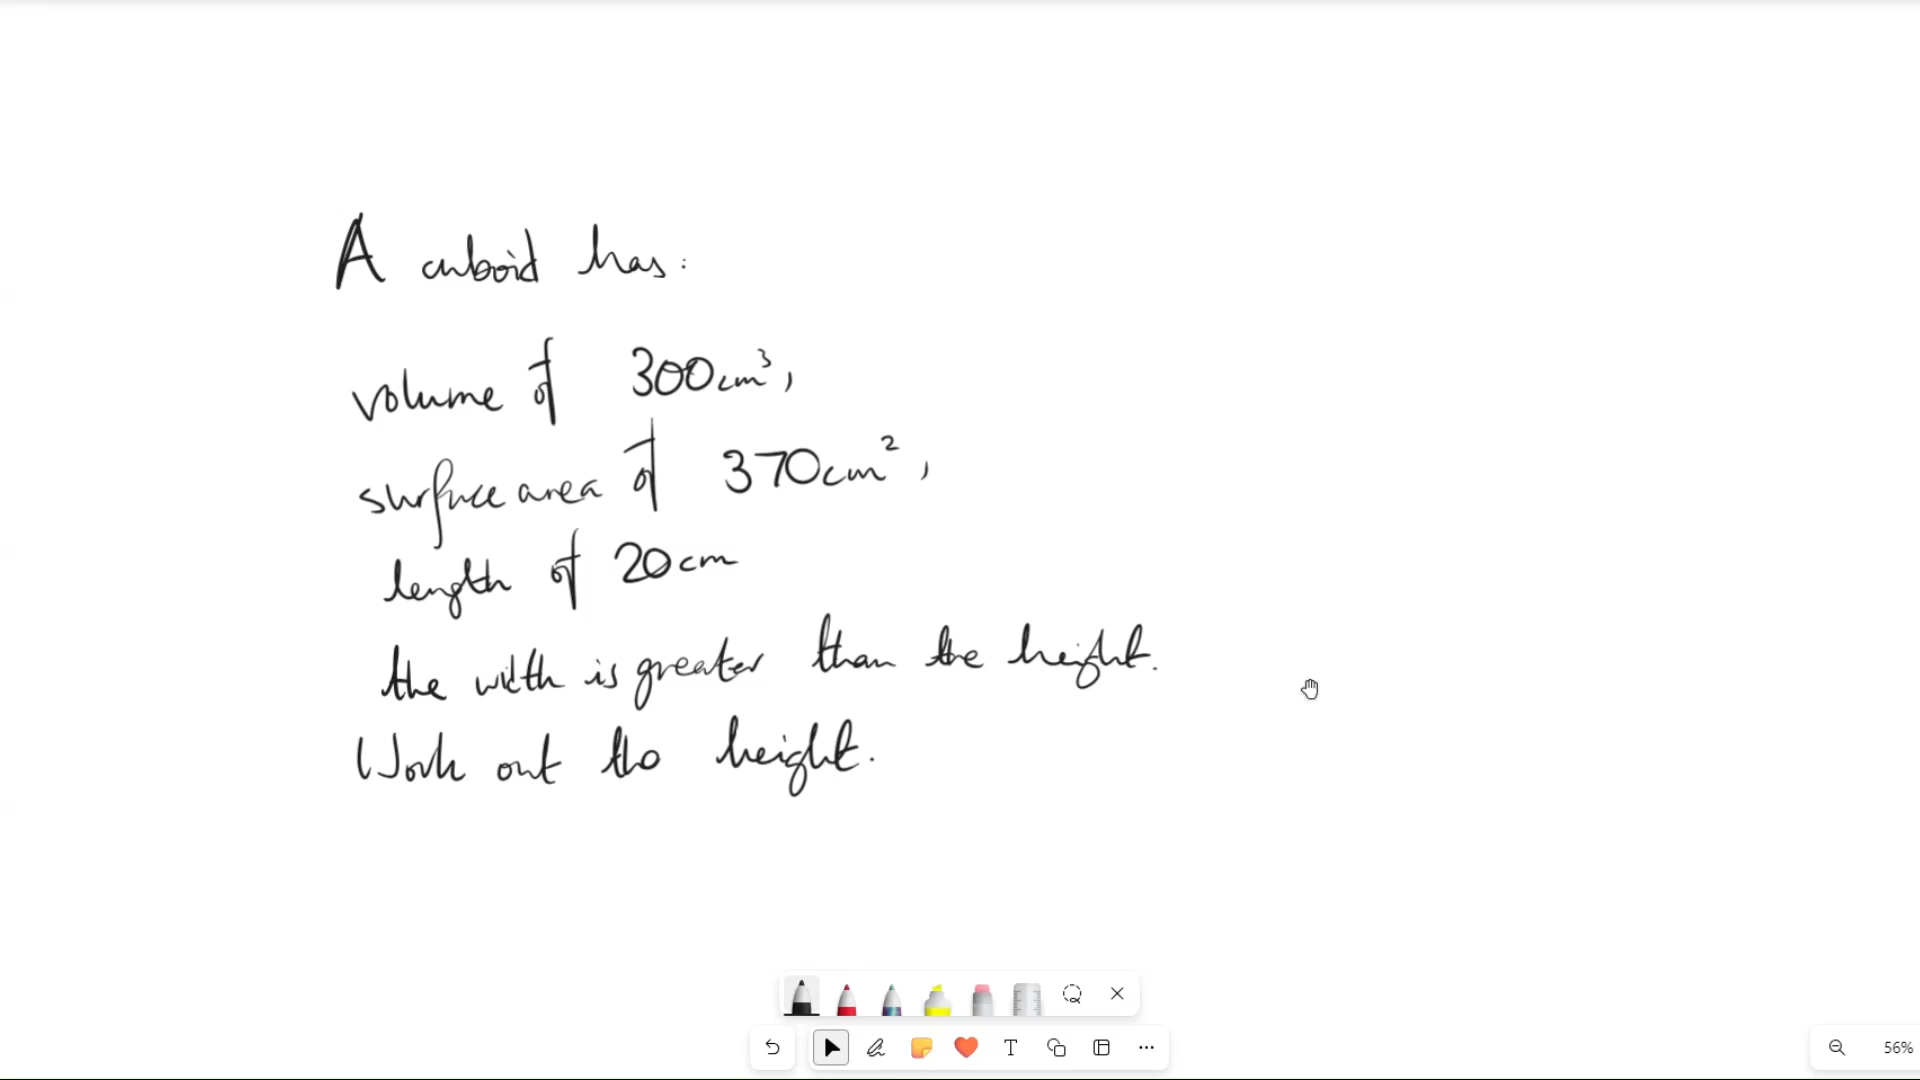 A cuboid has:
volume of 300cm³,
surface area of 370cm²,
length of 20cm
the width is greater than the height.
Work out the height.
T
56%